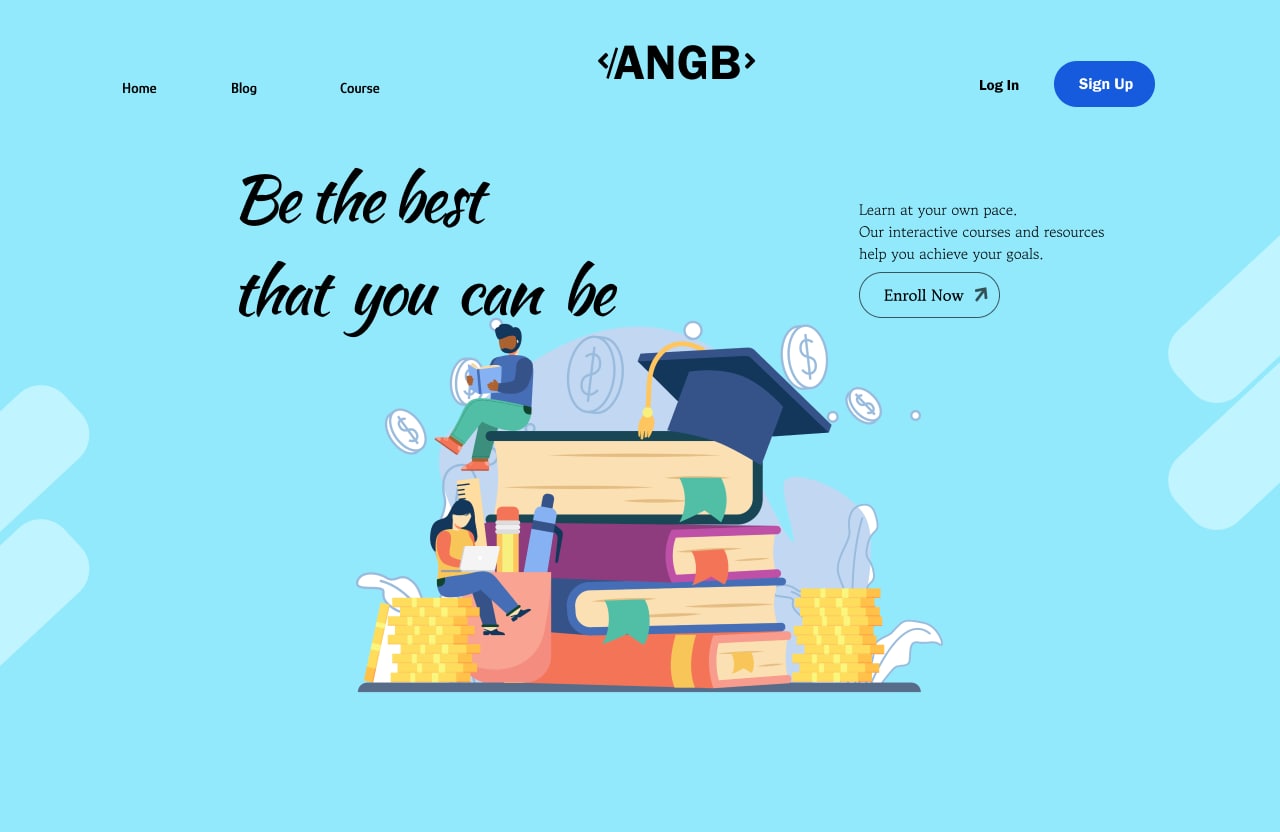 </ANGB>
Home
Blog
Course
Log In
Sign Up
Be the best
that you can be
Learn at your own pace.
Our interactive courses and resources
help you achieve your goals.
Enroll Now